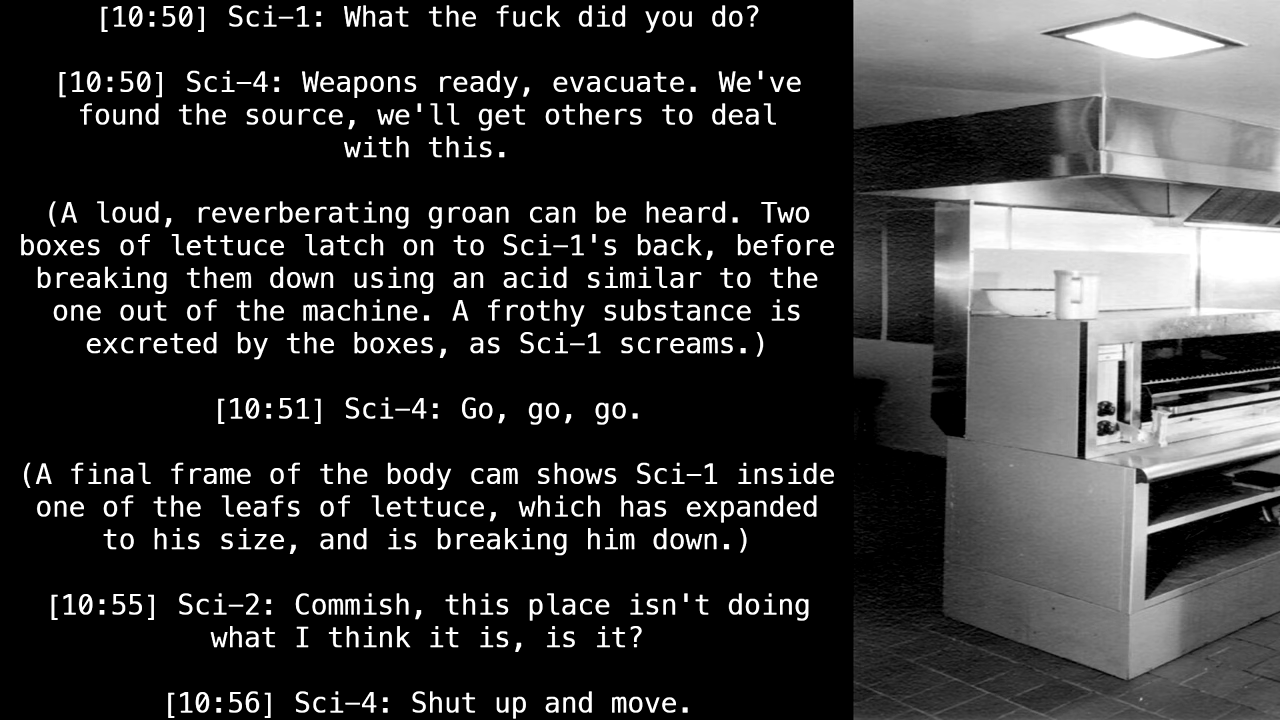 [10:50] Sci-1: What the fuck did you do?
[10:50] Sci-4: Weapons ready, evacuate. We've
found the source, we'll get others to deal
with this.
(A loud, reverberating groan can be heard. Two
boxes of lettuce latch on to Sci-1's back, before
breaking them down using an acid similar to the
one out of the machine. A frothy substance is
excreted by the boxes, as Sci-1 screams.)
[10:51] Sci-4: Go, go, go.
(A final frame of the body cam shows Sci-1 inside
one of the leafs of lettuce, which has expanded
to his size, and is breaking him down.)
[10:55] Sci-2: Commish, this place isn't doing
what I think it is, is it?
[10:56] Sci-4: Shut up and move.